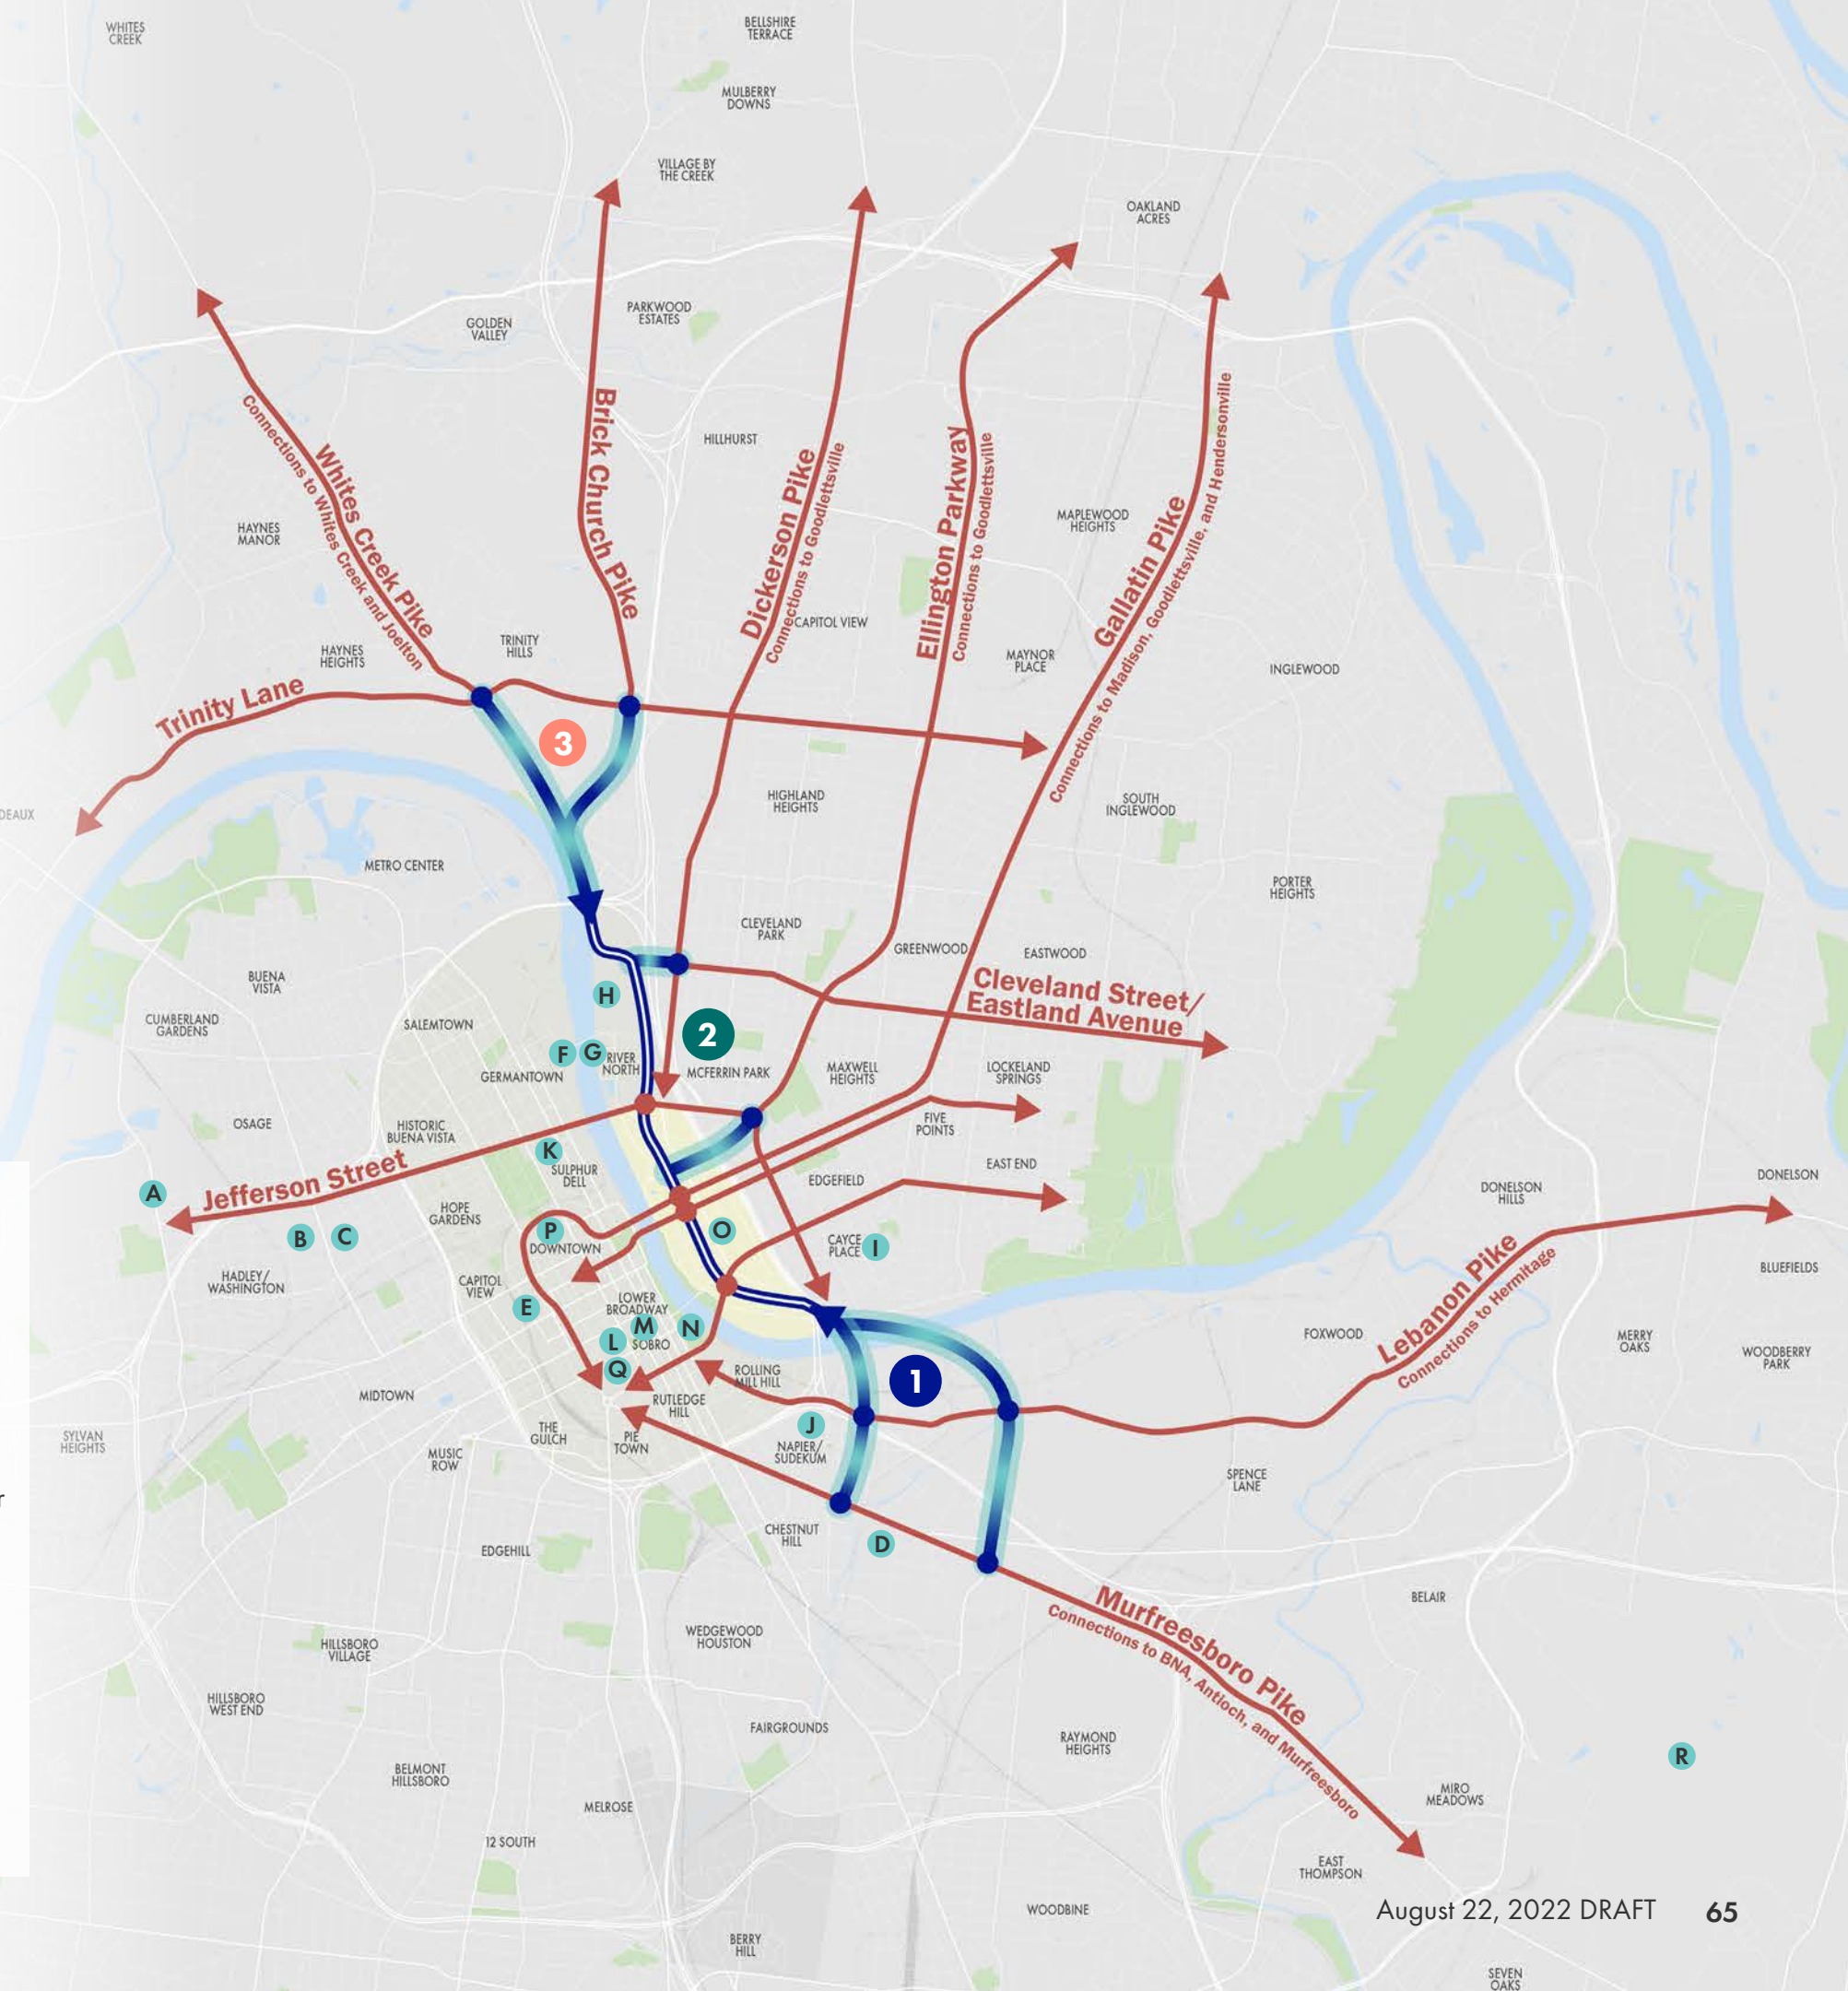 WHITES
CREEK
BELLSHIRE
TERRACE
MULBERRY
DOWNS
VILLAGE BY
THE CREEK
OAKLAND
ACRES
PARKWOOD
ESTATES
GOLDEN
VALLEY
HILLHURST
Whites Creek Pike
Connections to Whites Creek and Joelton
Brick Church Pike
Dickerson Pike
Connections to Goodlettsville
Ellington Parkway
Connections to Goodlettsville
Gallatin Pike
Connections to Madison, Goodlettsville, and Hendersonville
MAPLEWOOD
HEIGHTS
HAYNES
MANOR
CAPITOL VIEW
TRINITY
HILLS
HAYNES
HEIGHTS
MAYNOR
PLACE
INGLEWOOD
Trinity Lane
3
HIGHLAND
HEIGHTS
SOUTH
INGLEWOOD
DEAUX
METRO CENTER
PORTER
HEIGHTS
CLEVELAND
PARK
GREENWOOD
EASTWOOD
BUENA
VISTA
Cleveland Street/
Eastland Avenue
H
CUMBERLAND
GARDENS
SALEMTOWN
2
F
G
RIVER
NORTH
GERMANTOWN
MCFERRIN PARK
MAXWELL
HEIGHTS
LOCKELAND
SPRINGS
OSAGE
HISTORIC
BUENA VISTA
FIVE
POINTS
K
SULPHUR
DELL
Jefferson Street
A
EDGEFIELD
EAST END
DONELSON
HILLS
DONELSON
HOPE
GARDENS
B
C
P
DOWNTOWN
O
CAYCE
PLACE
I
Lebanon Pike
Connections to Hermitage
BLUEFIELDS
HADLEY/
WASHINGTON
CAPITOL
VIEW
E
LOWER
BROADWAY
M
N
L
SOBRO
Q
FOXWOOD
MERRY
OAKS
WOODBERRY
PARK
ROLLING
MILL HILL
1
MIDTOWN
RUTLEDGE
HILL
SYLVAN
HEIGHTS
THE
GULCH
PIE
TOWN
J
NAPIER/
SUDEKUM
MUSIC
ROW
SPENCE
LANE
r
CHESTNUT
HILL
D
EDGEHILL
BELAIR
Murfreesboro Pike
Connections to BNA, Antioch, and Murfreesboro
HILLSBORO
VILLAGE
WEDGEWOOD
HOUSTON
HILLSBORO
WEST END
FAIRGROUNDS
RAYMOND
HEIGHTS
R
BELMONT
HILLSBORO
MIRO
MEADOWS
MELROSE
12 SOUTH
EAST
THOMPSON
WOODBINE
August 22, 2022 DRAFT 65
BERRY
HILL
SEVEN
OAKS